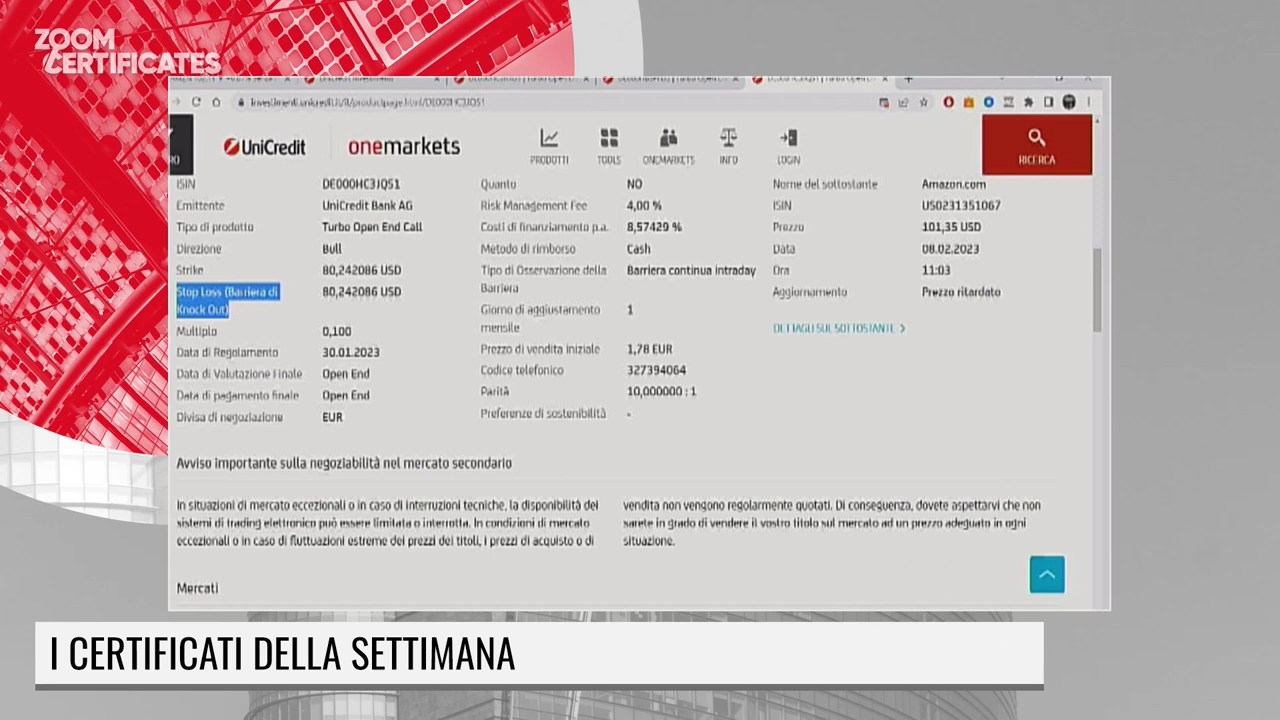 ZOOM
CERTIFICATES
UniCredit
onemarkets
PRODOTTI
TOOLS
ONEMARKETS
INFO
LOGIN
RICERCA
ISIN DE000HC3JQS1
Emittente UniCredit Bank AG
Tipo di prodotto Turbo Open End Call
Direzione Bull
Strike 80,242086 USD
Stop Loss (Barriera di 80,242086 USD
Knock Out)
Multiplo 0,100
Data di Regolamento 30.01.2023
Data di Valutazione Finale Open End
Data di pagamento finale Open End
Divisa di negoziazione EUR
Quanto NO
Risk Management Fee 4,00 %
Costi di finanziamento p.a. 8,57429 %
Metodo di rimborso Cash
Tipo di Osservazione della Barriera continua intraday
Barriera
Giorno di aggiustamento 1
mensile
Prezzo di vendita iniziale 1,78 EUR
Codice telefonico 327394064
Parità 10,000000 : 1
Preferenze di sostenibilità -
Nome del sottostante Amazon.com
ISIN US0231351067
Prezzo 101,35 USD
Data 08.02.2023
Ora 11:03
Aggiornamento Prezzo ritardato
DETTAGLI SUL SOTTOSTANTE
Avviso importante sulla negoziabilità nel mercato secondario
In situazioni di mercato eccezionali o in caso di interruzioni tecniche, la disponibilità dei
sistemi di trading elettronico può essere limitata o interrotta. In condizioni di mercato
eccezionali o in caso di fluttuazioni estreme dei prezzi dei titoli, i prezzi di acquisto o di
vendita non vengono regolarmente quotati. Di conseguenza, dovete aspettarvi che non
sarete in grado di vendere il vostro titolo sul mercato ad un prezzo adeguato in ogni
situazione.
Mercati
I CERTIFICATI DELLA SETTIMANA